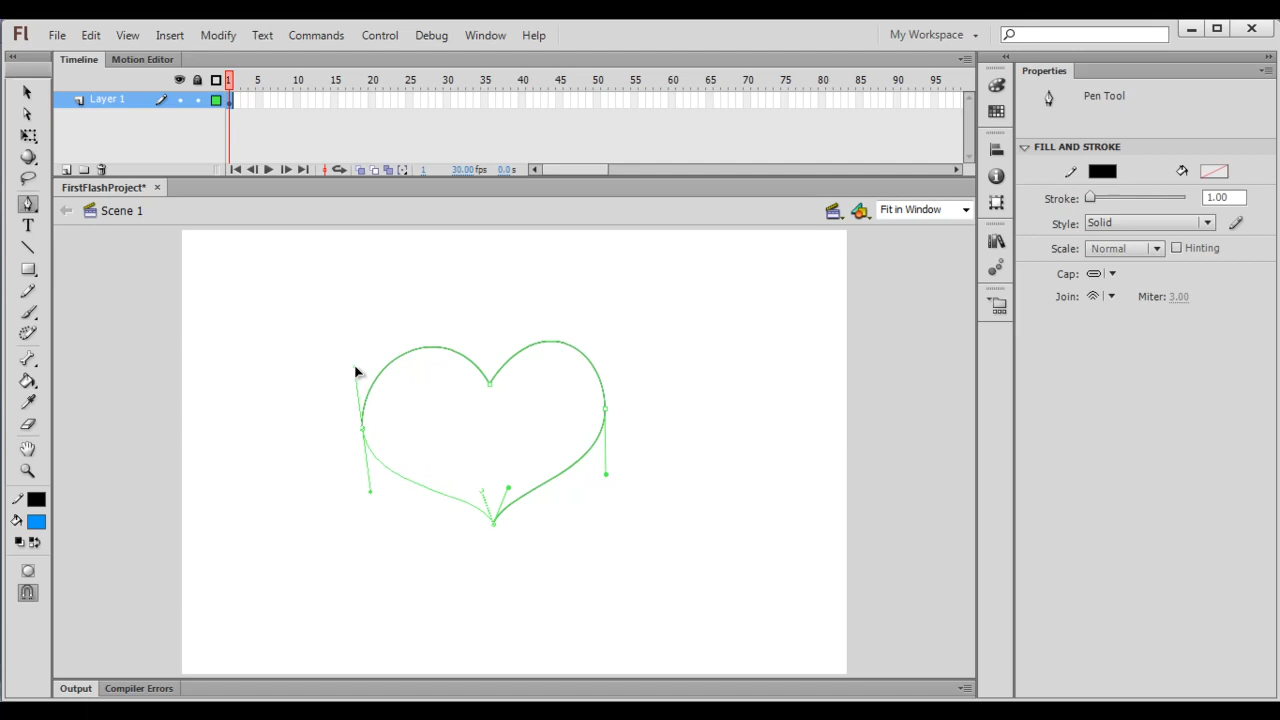 Fl File Edit View Insert Modify Text Commands Control Debug Window Help My Workspace
Timeline Motion Editor
1 5 10 15 20 25 30 35 40 45 50 55 60 65 70 75 80 85 90 95
Layer 1
1 30.00fps 0.0s
FirstFlashProject*
Scene 1 Fit in Window
T
Output Compiler Errors
Properties
Pen Tool
FILL AND STROKE
Stroke: 1.00
Style: Solid
Scale: Normal Hinting
Cap:
Join: Miter: 3.00